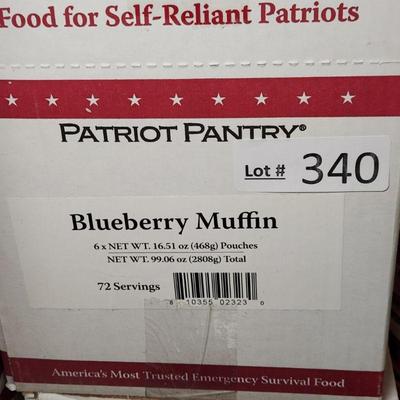 Food for Self-Reliant Patriots
PATRIOT PANTRY®
Lot # 340
Blueberry Muffin
6 x NET WT. 16.51 oz (468g) Pouches
NET WT. 99.06 oz (2808g) Total
72 Servings
8 10355 02323 0
America's Most Trusted Emergency Survival Food